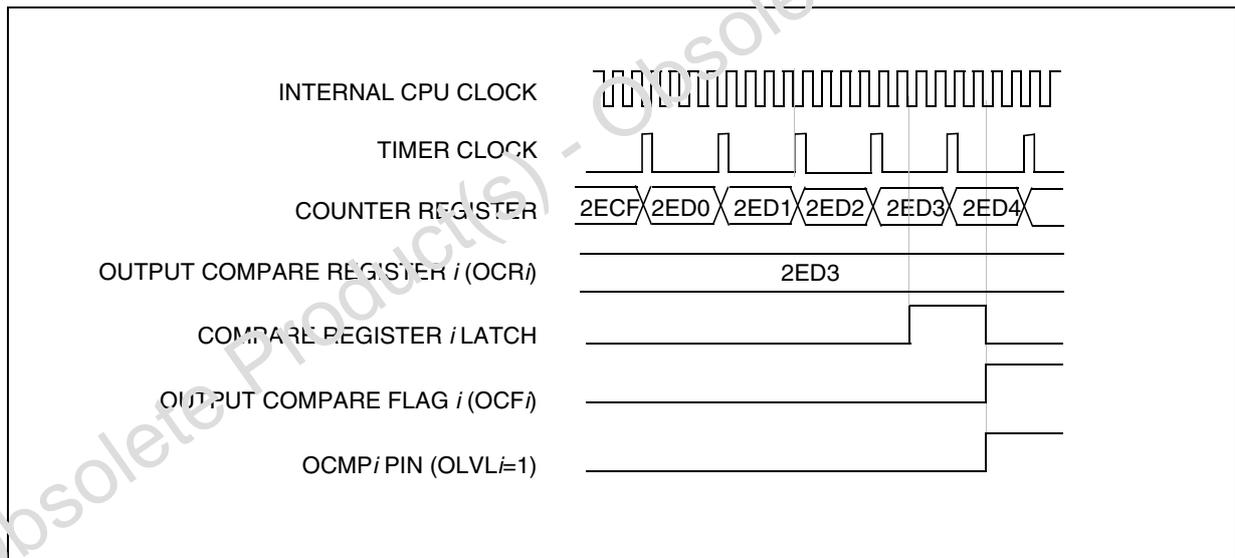 INTERNAL CPU CLOCK
TIMER CLOCK
COUNTER REGISTER 2ECF 2ED0 2ED1 2ED2 2ED3 2ED4
OUTPUT COMPARE REGISTER i (OCRi) 2ED3
COMPARE REGISTER i LATCH
OUTPUT COMPARE FLAG i (OCFi)
OCMPi PIN (OLVLi=1)
Obsolete Product(s) - Obsolete